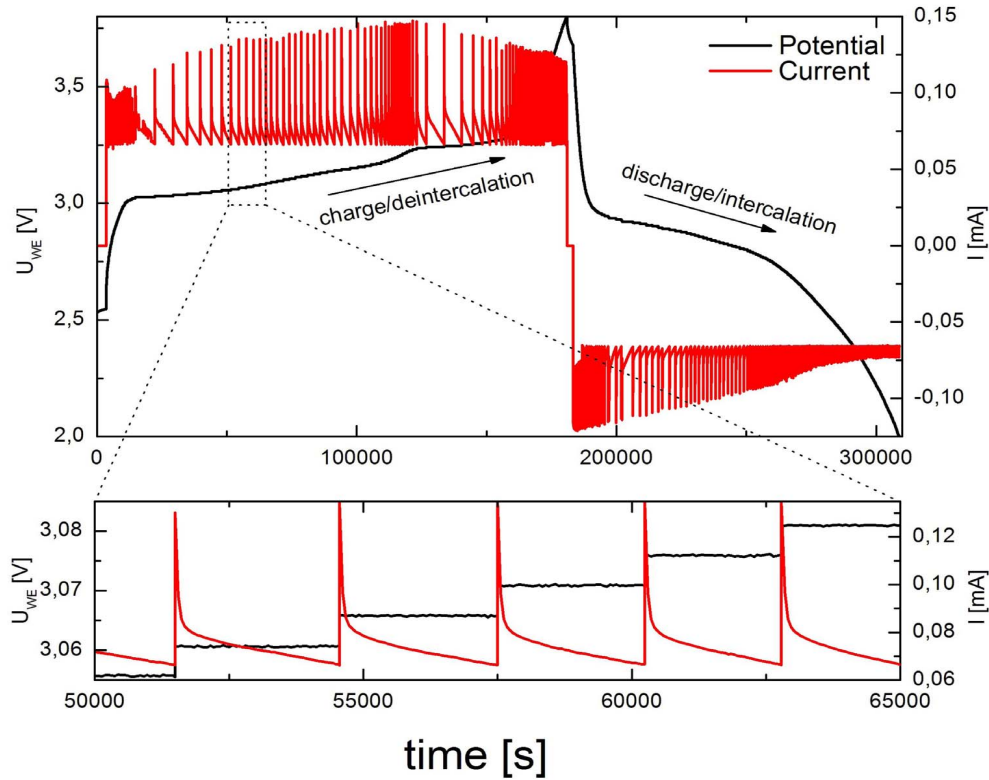 Potential
Current
3,5
3,0
2,5
2,0
U_WE [V]
0,15
0,10
0,05
0,00
-0,05
-0,10
I [mA]
charge/deintercalation
discharge/intercalation
0 100000 200000 300000
3,08
3,07
3,06
U_WE [V]
0,12
0,10
0,08
0,06
I [mA]
50000 55000 60000 65000
time [s]